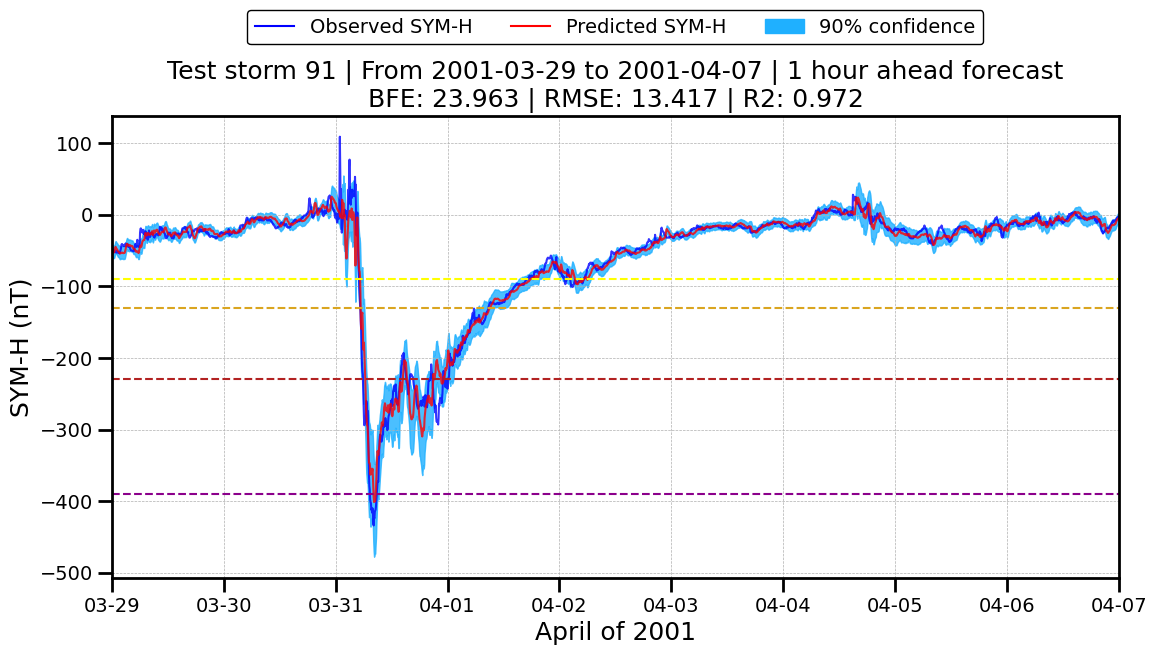 Observed SYM-H Predicted SYM-H 90% confidence
Test storm 91 | From 2001-03-29 to 2001-04-07 | 1 hour ahead forecast
BFE: 23.963 | RMSE: 13.417 | R2: 0.972
SYM-H (nT)
100
0
−100
−200
−300
−400
−500
03-29 03-30 03-31 04-01 04-02 04-03 04-04 04-05 04-06 04-07
April of 2001